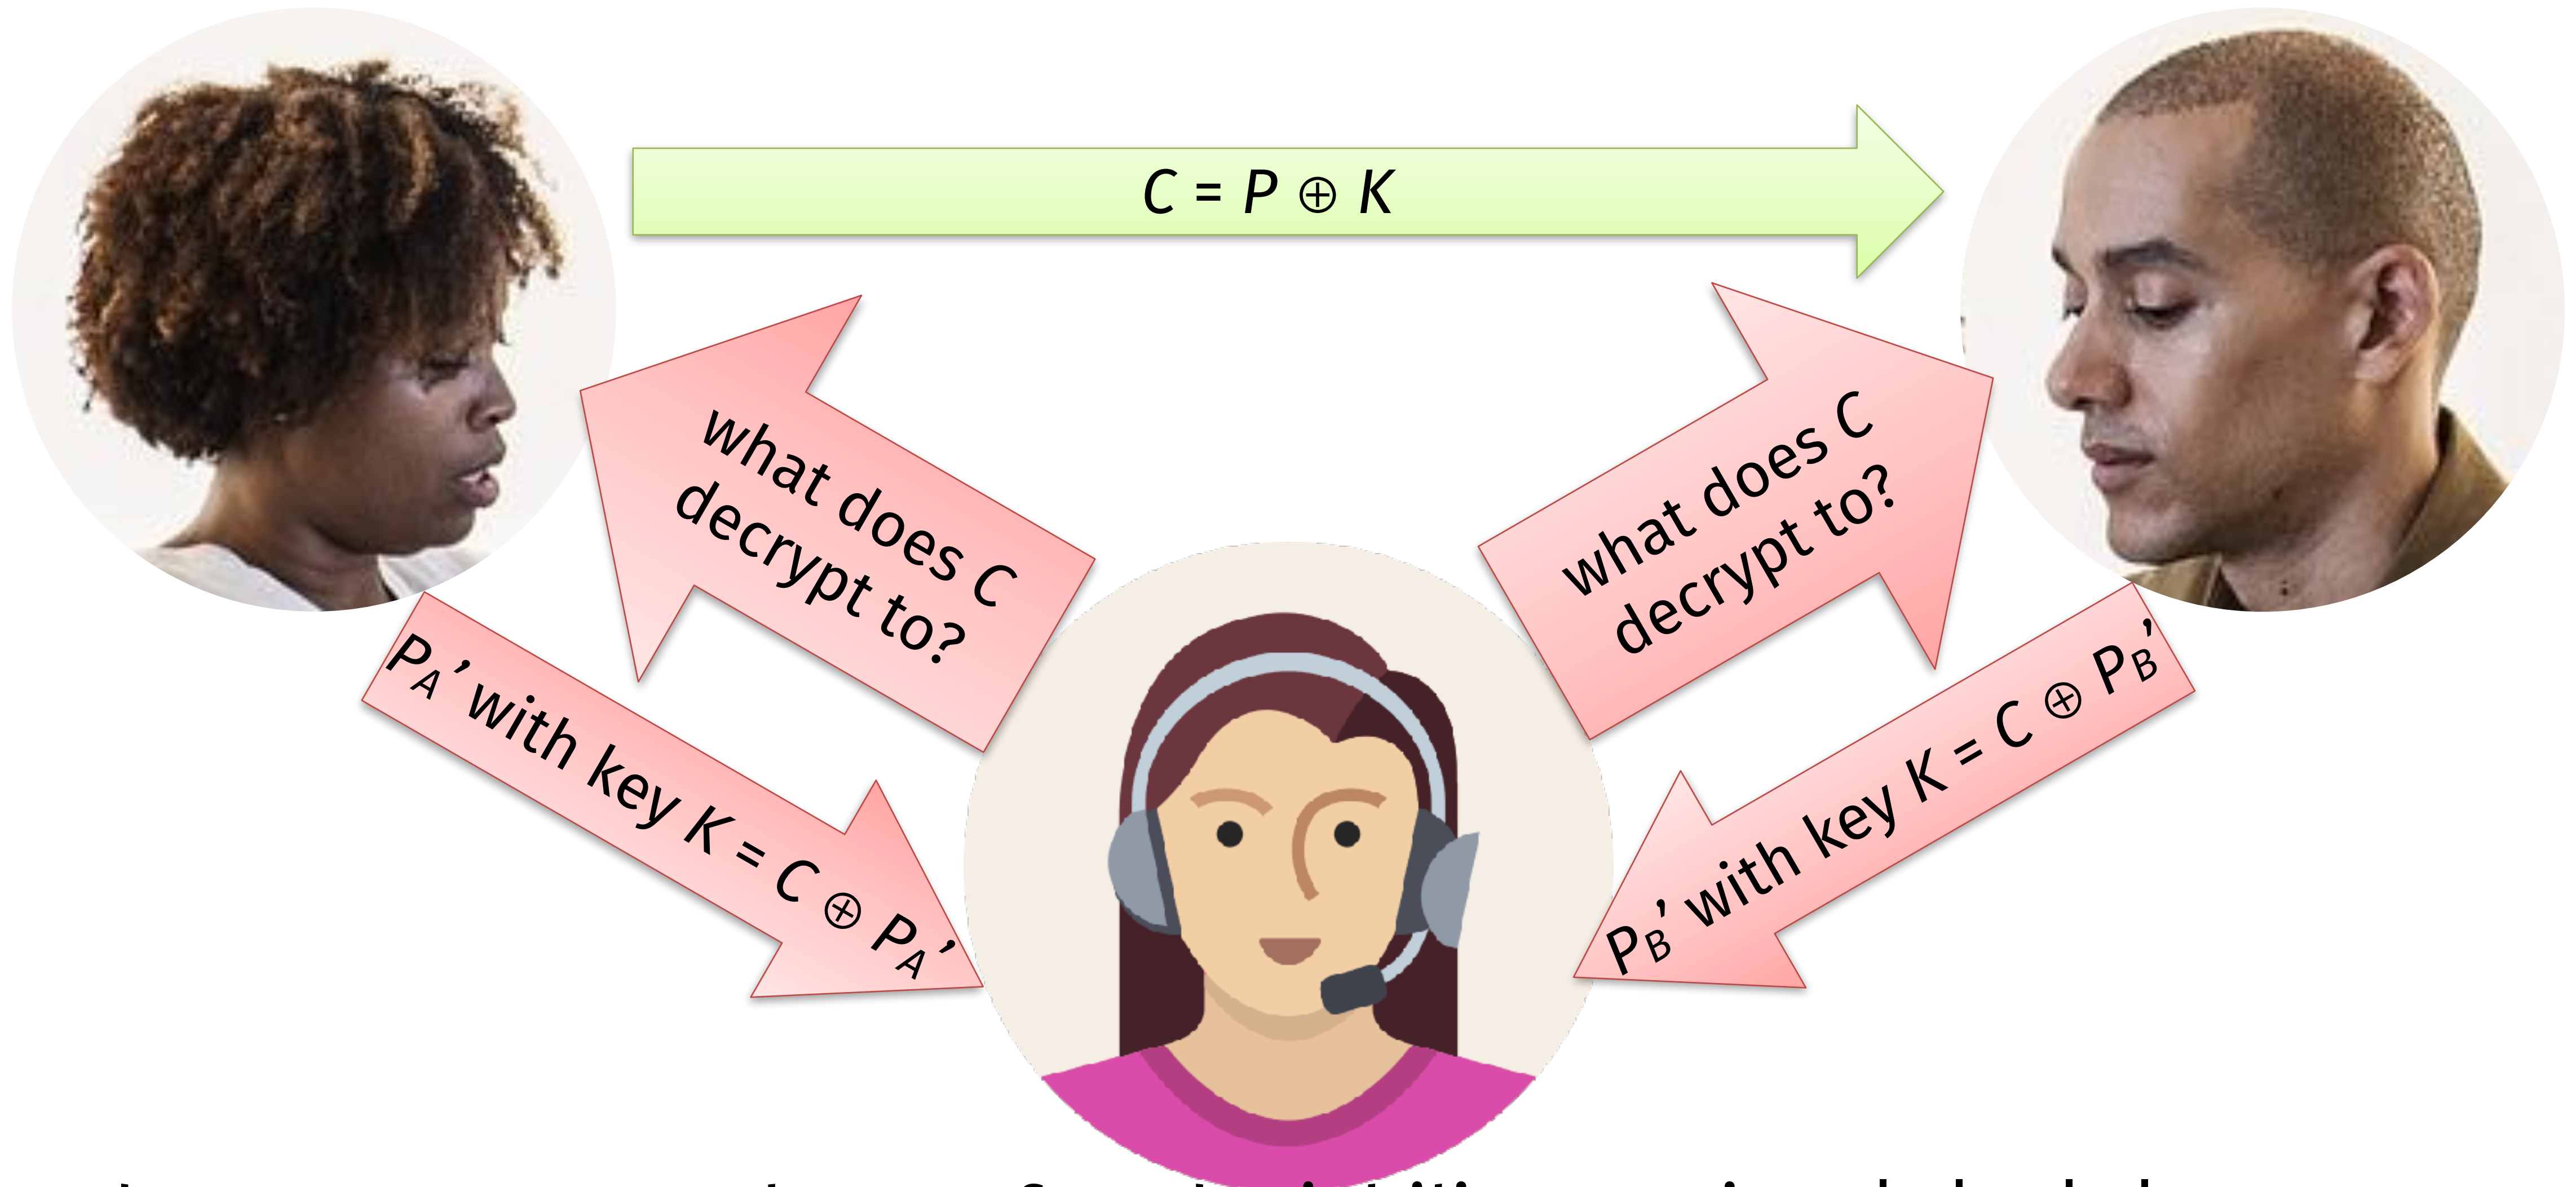 C = P ⊕ K
what does C
decrypt to?
what does C
decrypt to?
PA’ with key K = C ⊕ PA’
PB’ with key K = C ⊕ PB’